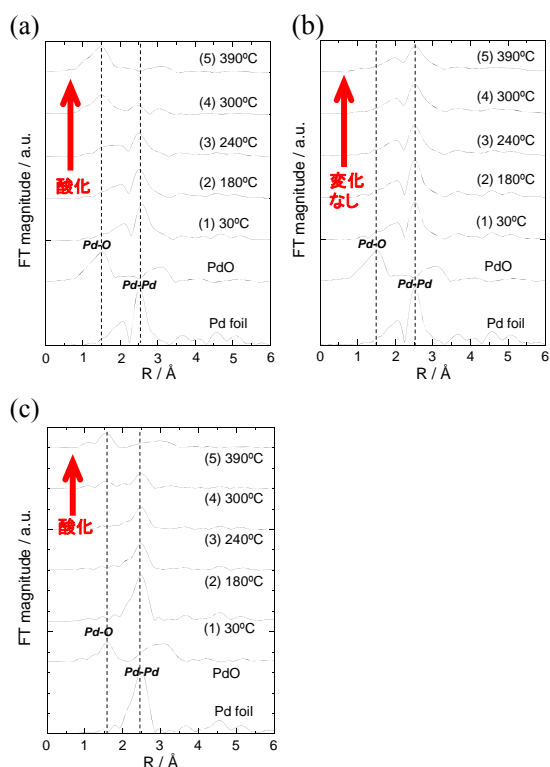 (a)
(5) 390ºC
(4) 300ºC
(3) 240ºC
(2) 180ºC
(1) 30ºC
酸化
Pd-O
PdO
Pd-Pd
Pd foil
FT magnitude / a.u.
0 1 2 3 4 5 6
R / Å
(b)
(5) 390ºC
(4) 300ºC
(3) 240ºC
(2) 180ºC
(1) 30ºC
変化
なし
Pd-O
PdO
Pd-Pd
Pd foil
FT magnitude / a.u.
0 1 2 3 4 5 6
R / Å
(c)
(5) 390ºC
(4) 300ºC
(3) 240ºC
(2) 180ºC
(1) 30ºC
酸化
Pd-O
PdO
Pd-Pd
Pd foil
FT magnitude / a.u.
0 1 2 3 4 5 6
R / Å